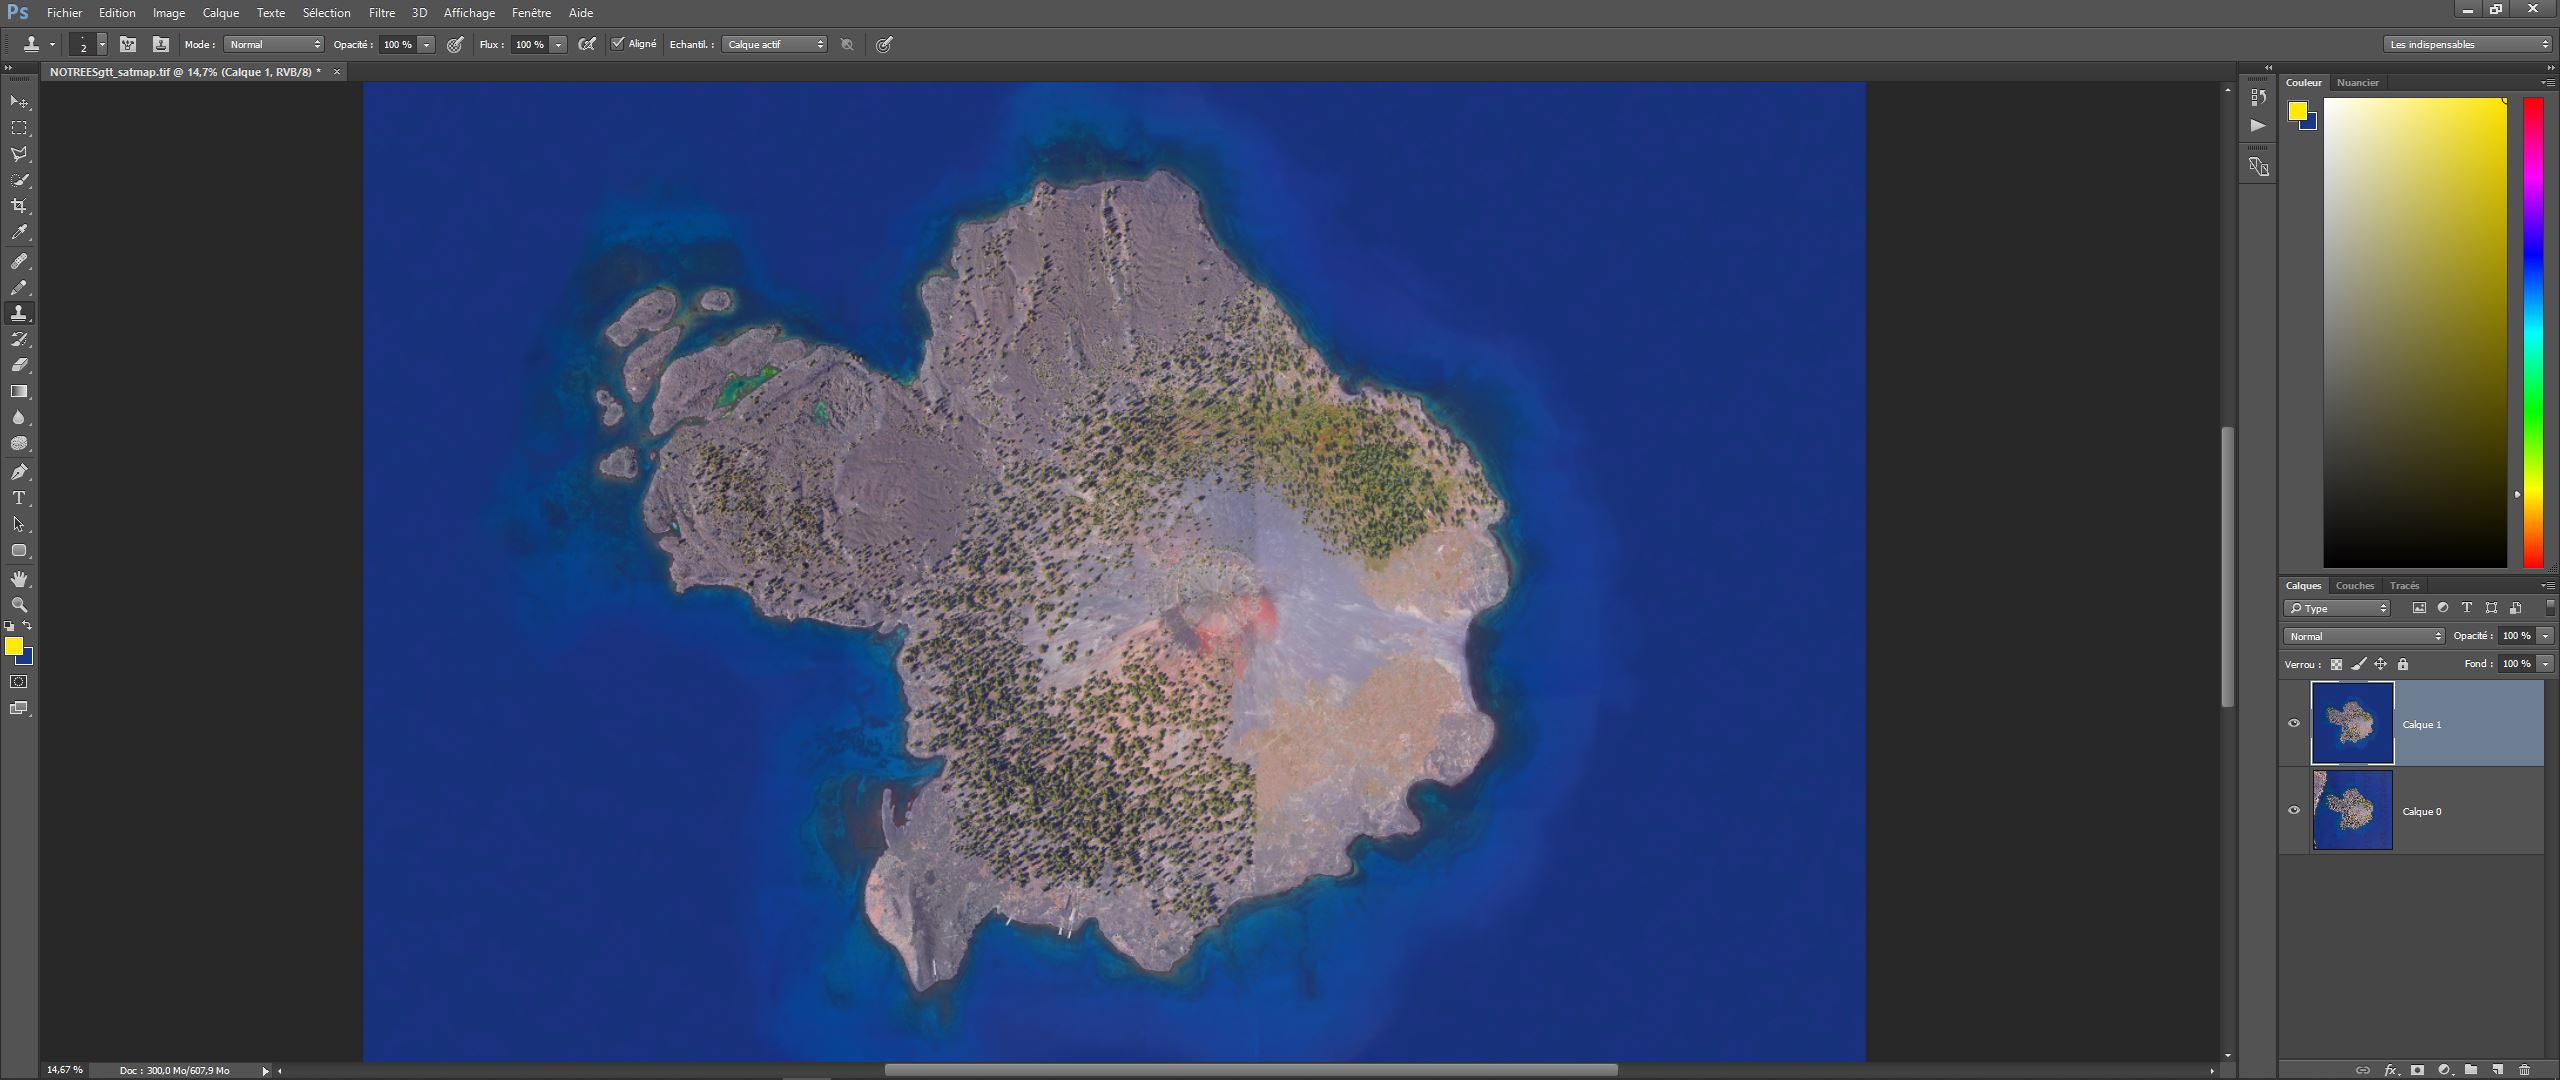 Ps Fichier Edition Image Calque Texte Sélection Filtre 3D Affichage Fenêtre Aide
2 Mode : Normal Opacité : 100 % Flux : 100 % Aligné Echantil. : Calque actif Les indispensables
NOTREESgtt_satmap.tif @ 14,7% (Calque 1, RVB/8) * ×
Couleur Nuancier
Calques Couches Tracés
Type
Normal Opacité : 100 %
Verrou : Fond : 100 %
Calque 1
Calque 0
14,67 % Doc : 300,0 Mo/607,9 Mo
fx